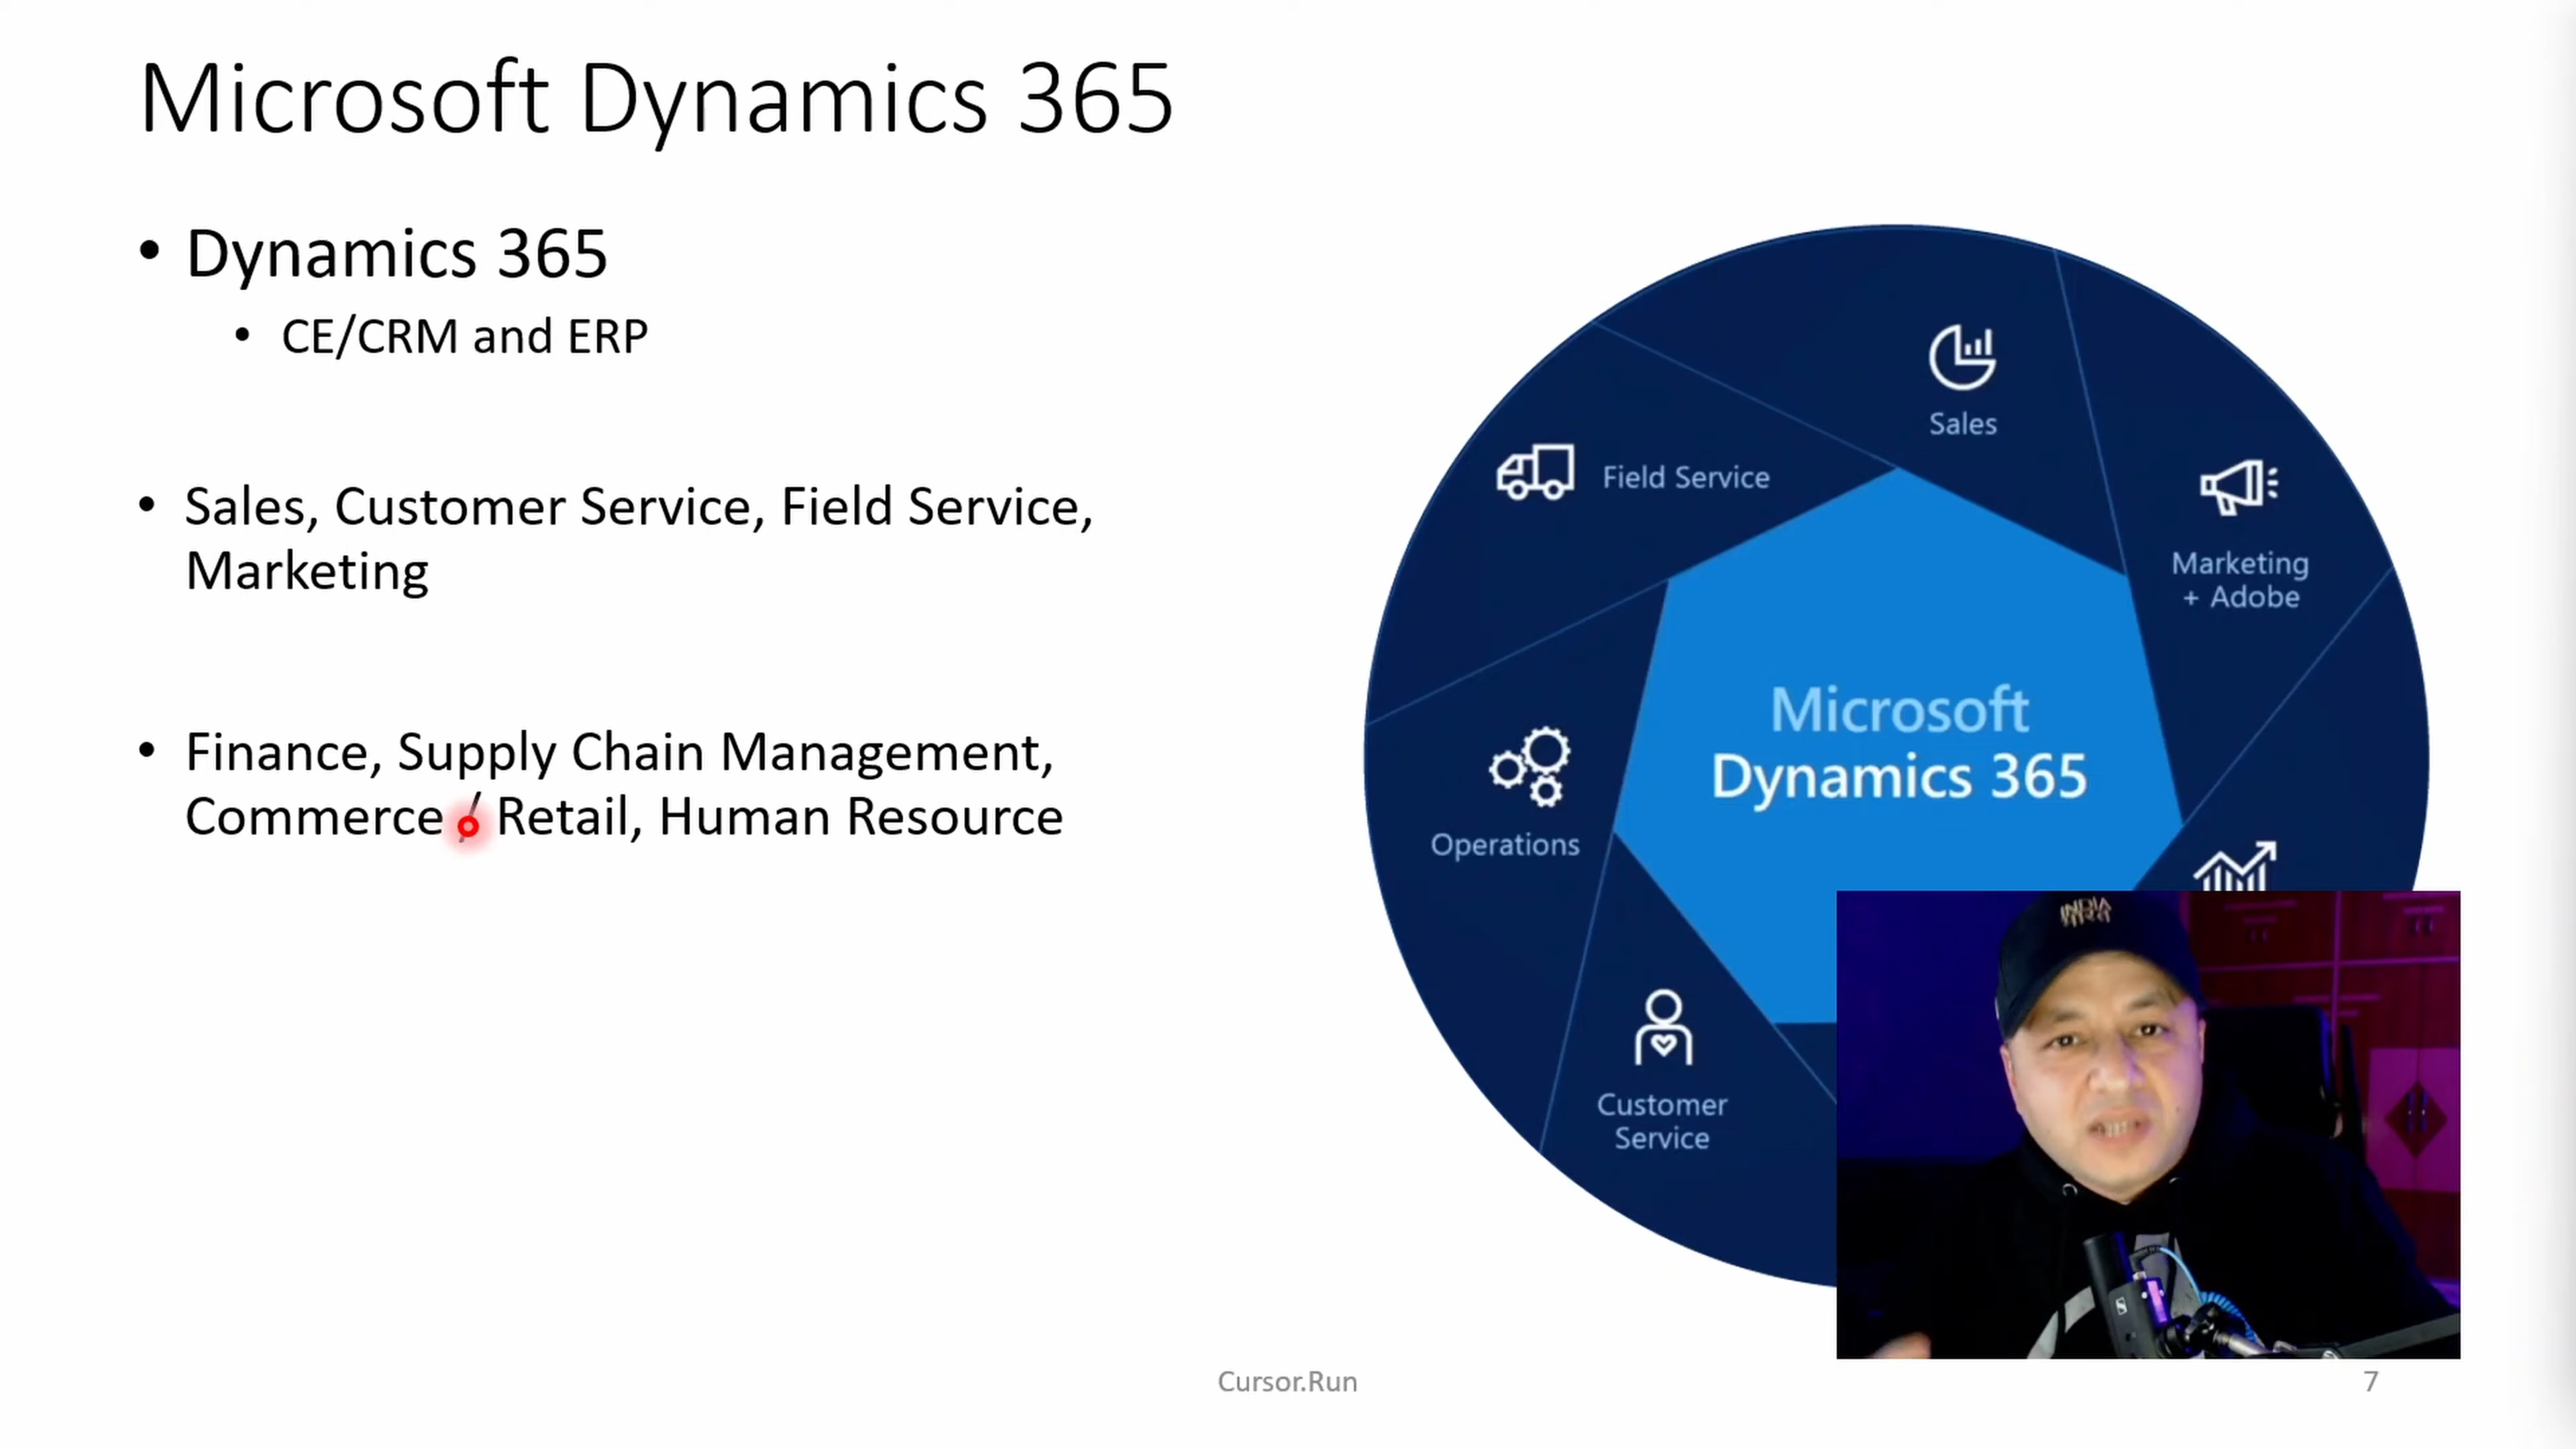 Microsoft Dynamics 365
• Dynamics 365
• CE/CRM and ERP
• Sales, Customer Service, Field Service,
Marketing
• Finance, Supply Chain Management,
Commerce / Retail, Human Resource
Sales
Field Service
Marketing
+ Adobe
Microsoft
Dynamics 365
Operations
Customer
Service
INDIA
Cursor.Run
7